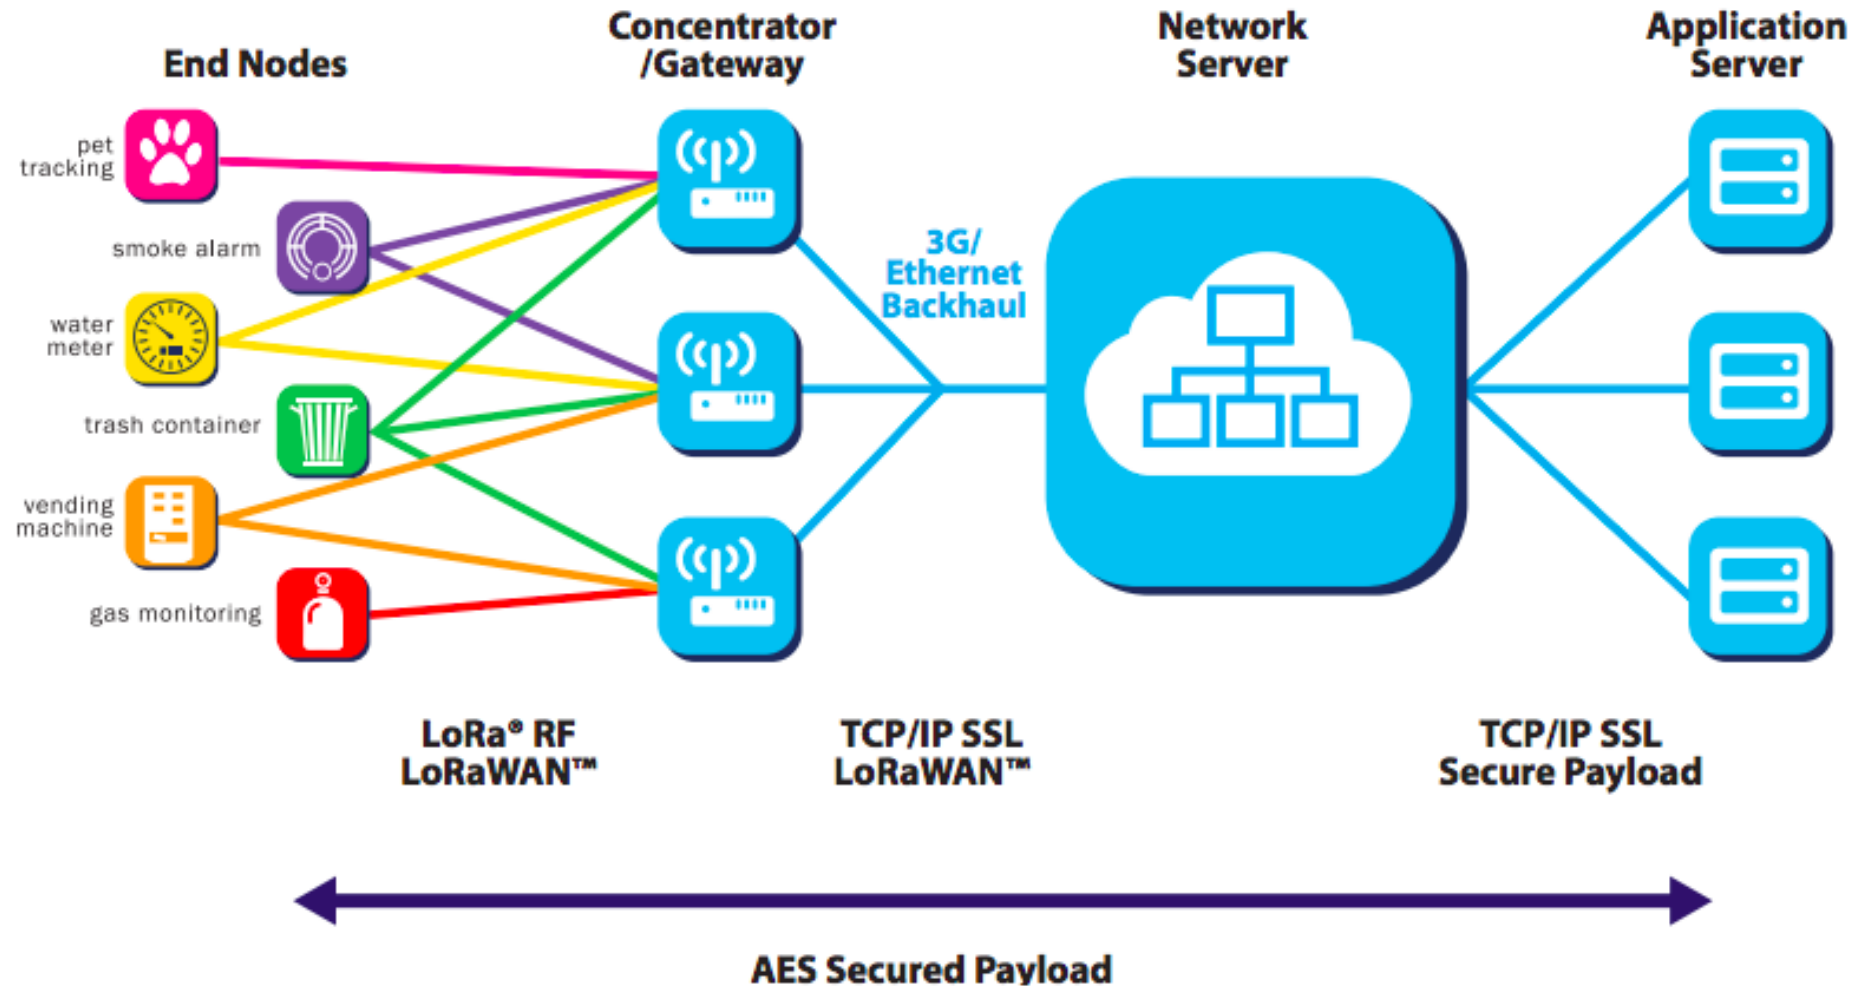 End Nodes
Concentrator
/Gateway
Network
Server
Application
Server
pet
tracking
smoke alarm
water
meter
trash container
vending
machine
gas monitoring
3G/
Ethernet
Backhaul
LoRa® RF
LoRaWAN™
TCP/IP SSL
LoRaWAN™
TCP/IP SSL
Secure Payload
AES Secured Payload